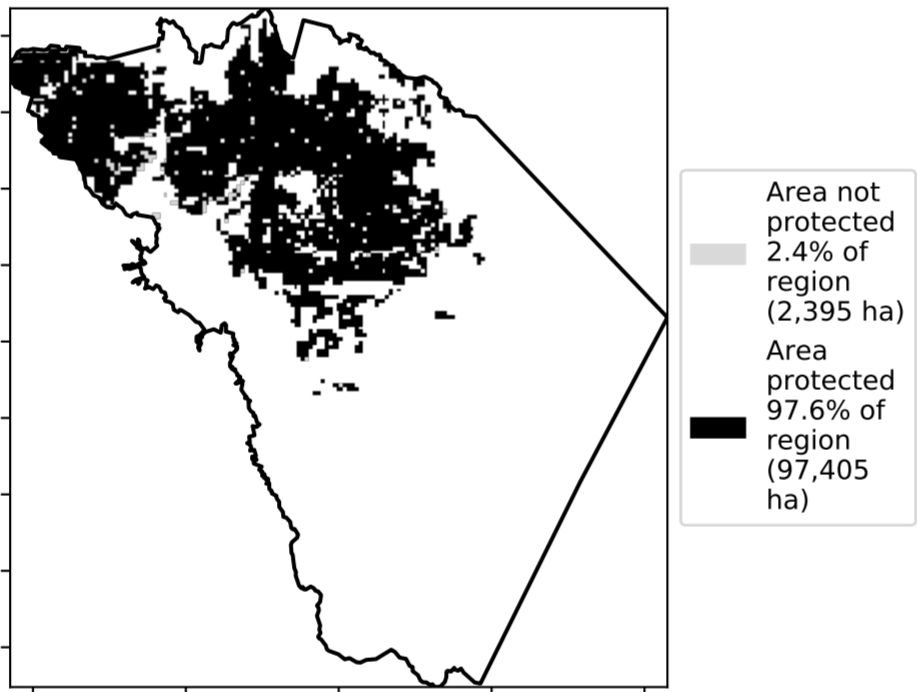 Area not
protected
2.4% of
region
(2,395 ha)
Area
protected
97.6% of
region
(97,405
ha)